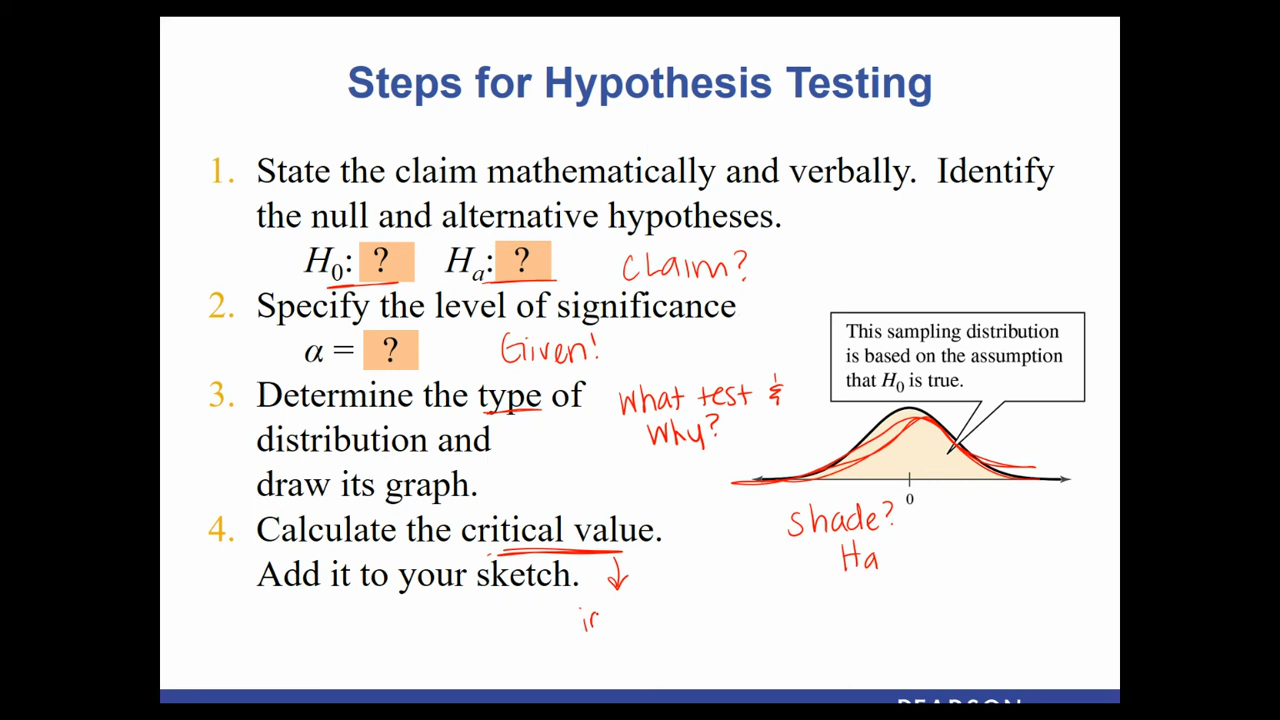 Steps for Hypothesis Testing
1. State the claim mathematically and verbally. Identify
the null and alternative hypotheses.
H0: ? Ha: ? Claim?
2. Specify the level of significance
α = ? Given!
This sampling distribution
is based on the assumption
that H0 is true.
3. Determine the type of
distribution and
draw its graph.
What test &
Why?
0
Shade?
Ha
4. Calculate the critical value.
Add it to your sketch.
PEARSON